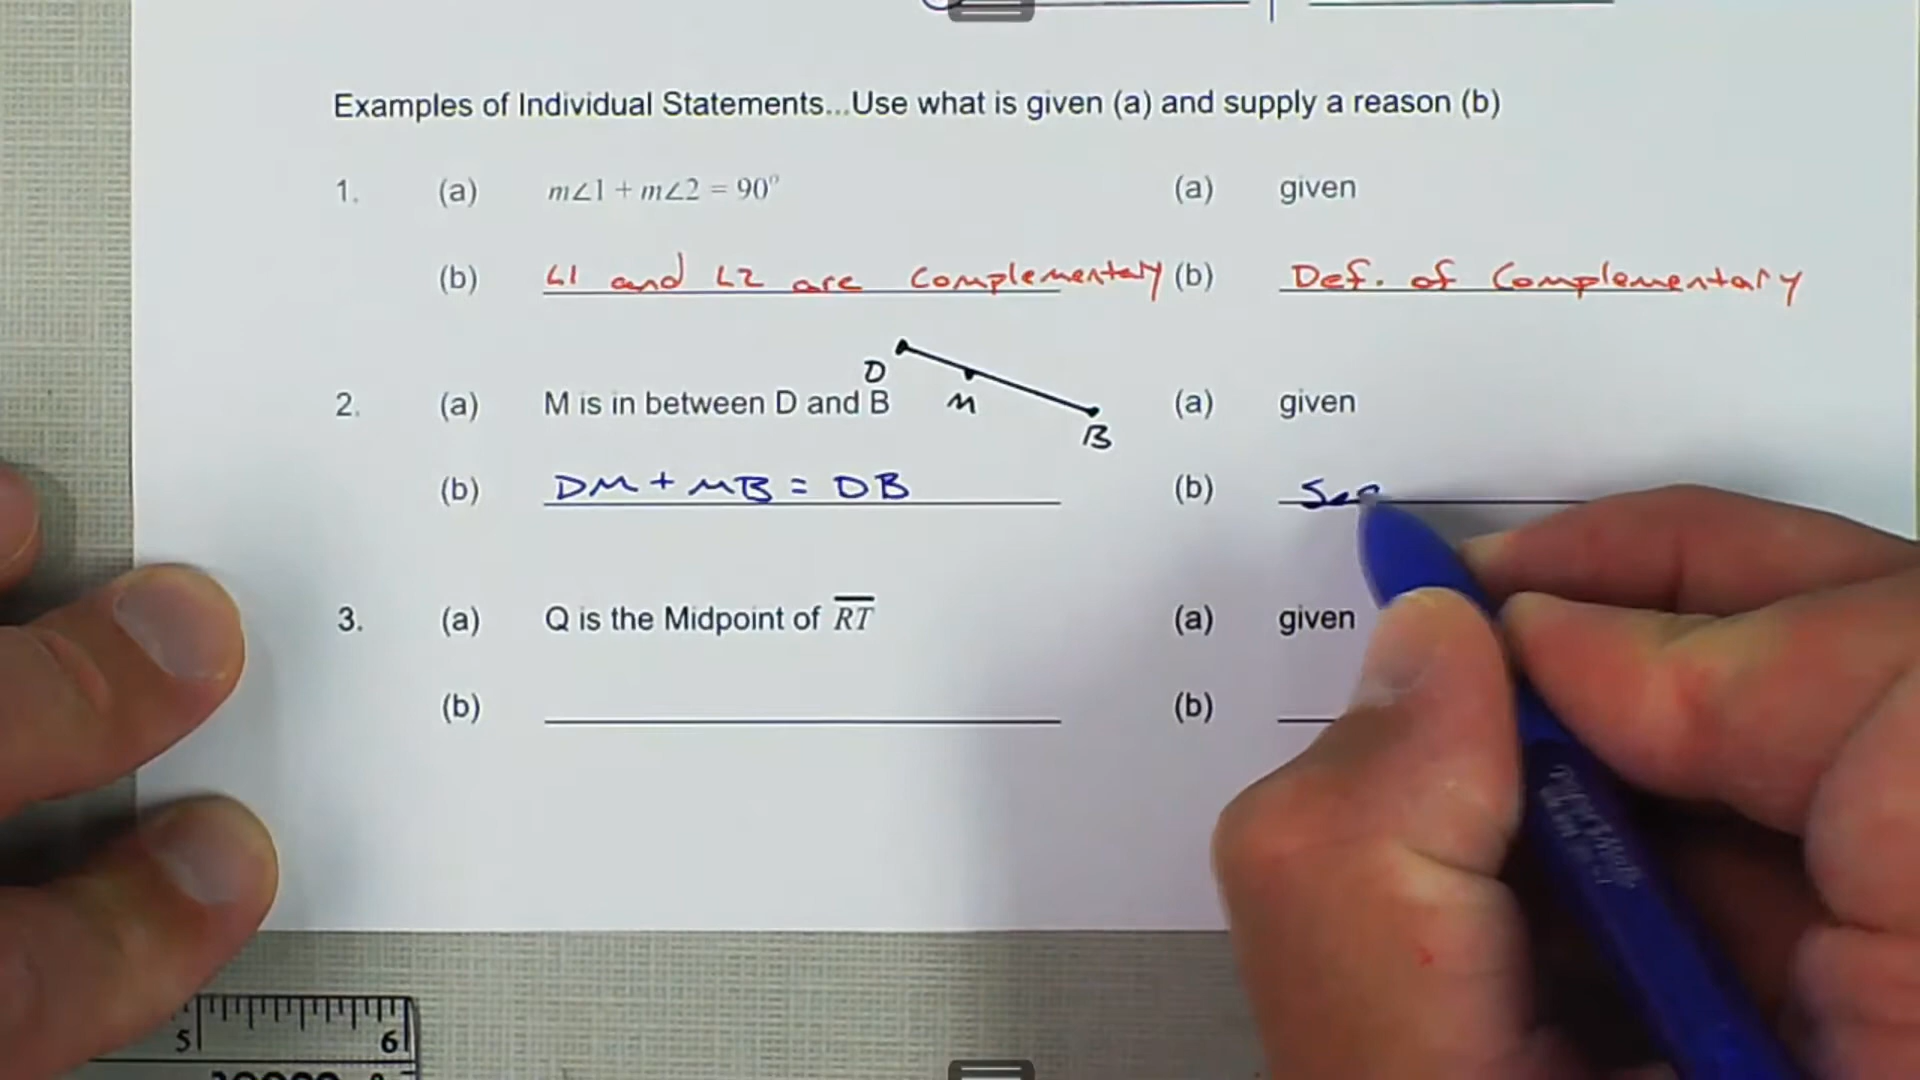 Examples of Individual Statements...Use what is given (a) and supply a reason (b)
1. (a) m∠1 + m∠2 = 90° (a) given
(b) ∠1 and ∠2 are Complementary (b) Def. of Complementary
D
2. (a) M is in between D and B M (a) given
B
(b) DM + MB = DB (b) Seg
3. (a) Q is the Midpoint of R̅T̅ (a) given
(b) (b)
5 6